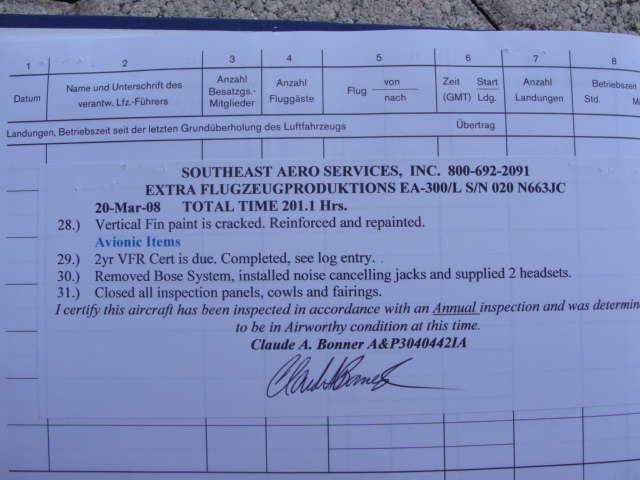 1 2 3 4 5 6 7 8
Datum Name und Unterschrift des verantw. Lfz.-Führers Anzahl Besatzgs.- Mitglieder Anzahl Fluggäste Flug von nach Zeit (GMT) Start Ldg. Anzahl Landungen Betriebszeit Std.
Landungen, Betriebszeit seit der letzten Grundüberholung des Luftfahrzeugs Übertrag
SOUTHEAST AERO SERVICES, INC. 800-692-2091
EXTRA FLUGZEUGPRODUKTIONS EA-300/L S/N 020 N663JC
20-Mar-08 TOTAL TIME 201.1 Hrs.
28.) Vertical Fin paint is cracked. Reinforced and repainted.
Avionic Items
29.) 2yr VFR Cert is due. Completed, see log entry.
30.) Removed Bose System, installed noise cancelling jacks and supplied 2 headsets.
31.) Closed all inspection panels, cowls and fairings.
I certify this aircraft has been inspected in accordance with an Annual inspection and was determin
to be in Airworthy condition at this time.
Claude A. Bonner A&P3040442IA